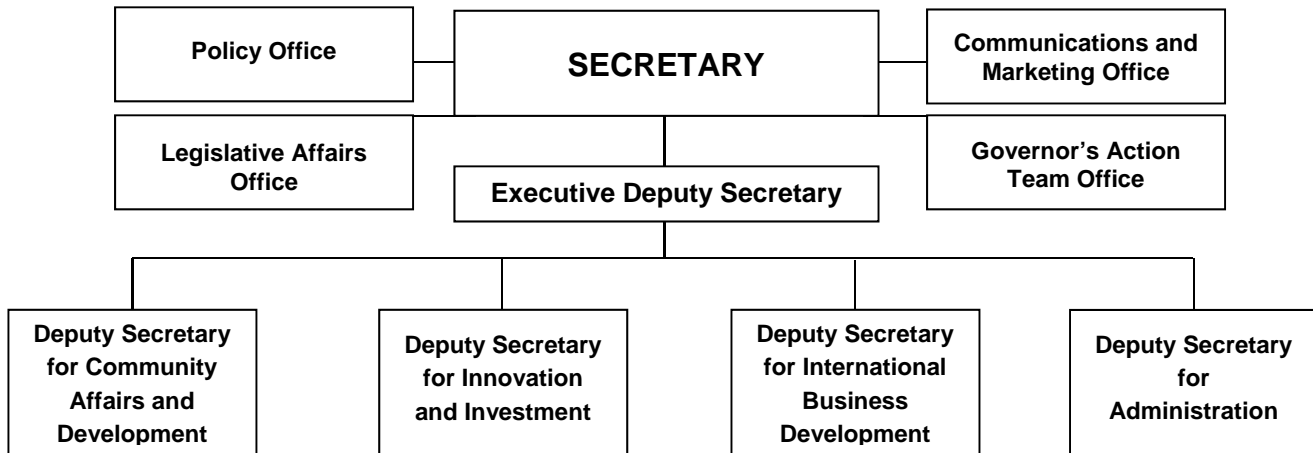 Policy Office
SECRETARY
Communications and
Marketing Office
Legislative Affairs
Office
Governor’s Action
Team Office
Executive Deputy Secretary
Deputy Secretary
for Community
Affairs and
Development
Deputy Secretary
for Innovation
and Investment
Deputy Secretary
for International
Business
Development
Deputy Secretary
for
Administration